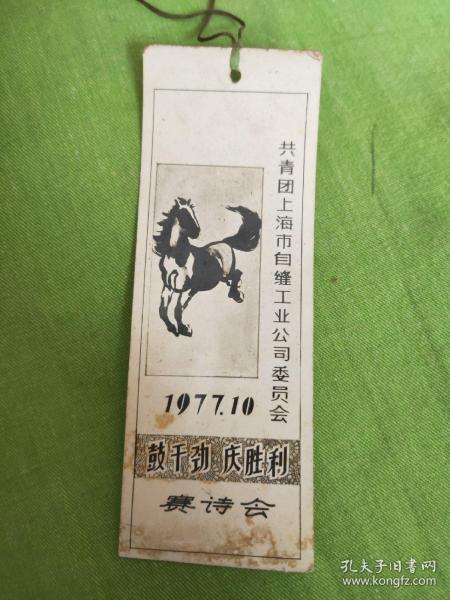 共青团上海市自缝工业公司委员会
1977.10
鼓干劲 庆胜利
赛诗会
孔夫子旧书网
www.kongfz.com